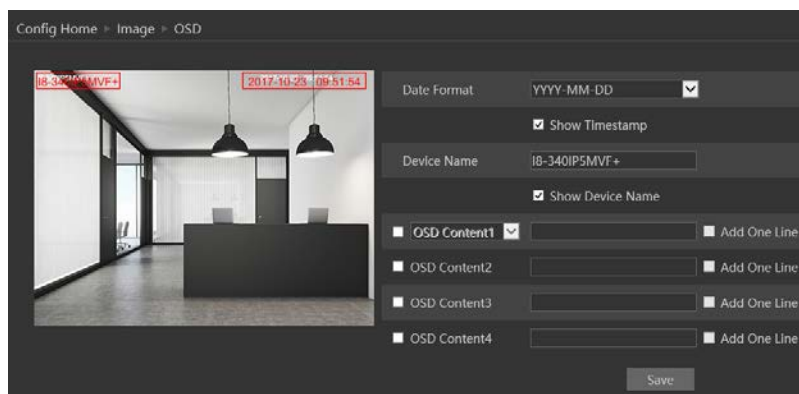 Config Home ▸ Image ▸ OSD
2017-10-23 09:51:54
Date Format YYYY-MM-DD
Show TImestamp
Device Name I8-340IP5MVF+
Show Device Name
OSD Content1 Add One Line
OSD Content2 Add One Line
OSD Content3 Add One Line
OSD Content4 Add One Line
Save